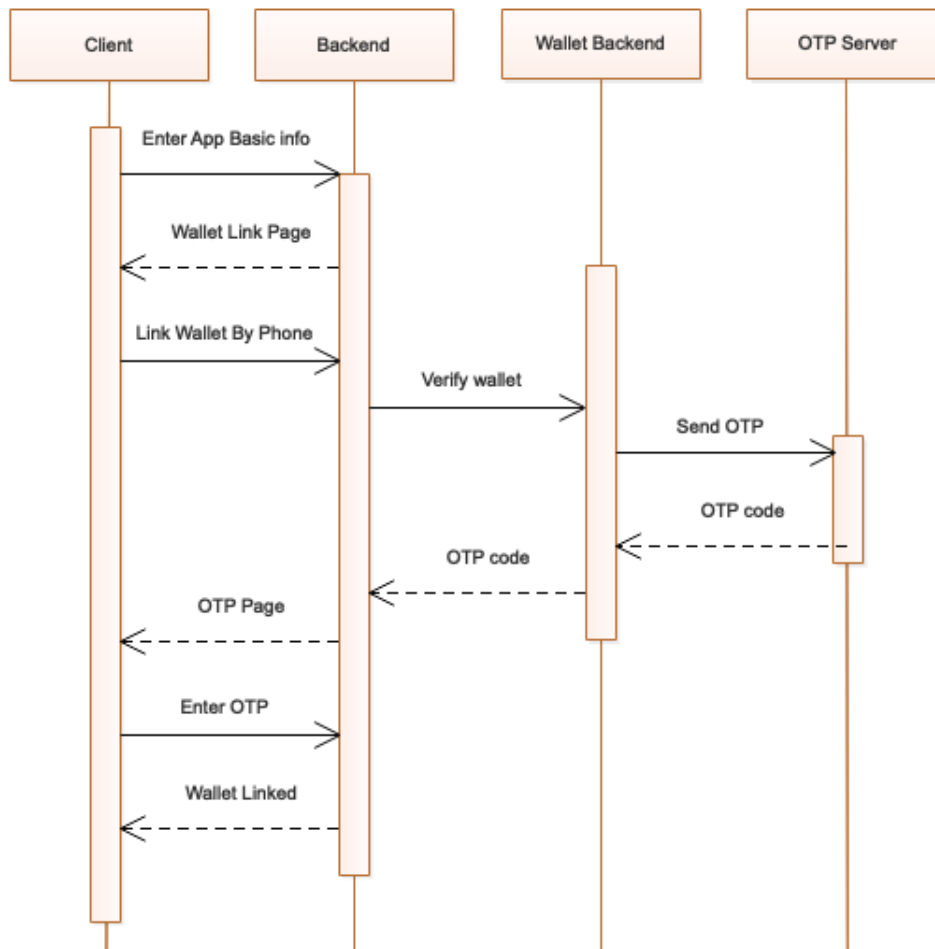 Client
Backend
Wallet Backend
OTP Server
Enter App Basic info
Wallet Link Page
Link Wallet By Phone
Verify wallet
Send OTP
OTP code
OTP code
OTP Page
Enter OTP
Wallet Linked